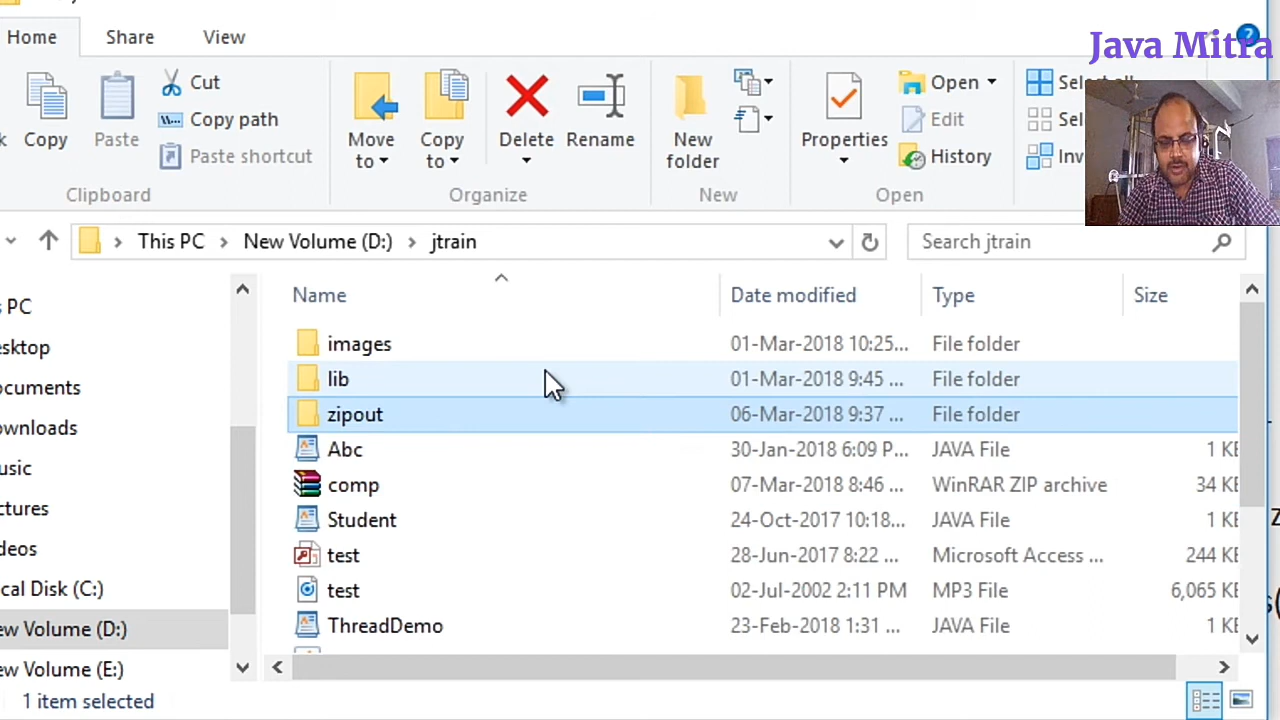 Home Share View
Java Mitra
Copy
Paste
Cut
Copy path
Paste shortcut
Move to
Copy to
Delete
Rename
New folder
Properties
Open
Edit
History
Clipboard Organize New Open
This PC > New Volume (D:) > jtrain
Search jtrain
Name Date modified Type Size
images 01-Mar-2018 10:25... File folder
lib 01-Mar-2018 9:45 ... File folder
zipout 06-Mar-2018 9:37 ... File folder
Abc 30-Jan-2018 6:09 P... JAVA File 1 KB
comp 07-Mar-2018 8:46 ... WinRAR ZIP archive 34 KB
Student 24-Oct-2017 10:18... JAVA File 1 KB
test 28-Jun-2017 8:22 ... Microsoft Access ... 244 KB
test 02-Jul-2002 2:11 PM MP3 File 6,065 KB
ThreadDemo 23-Feb-2018 1:31 ... JAVA File 1 KB
s PC
esktop
ocuments
ownloads
usic
ctures
deos
cal Disk (C:)
ew Volume (D:)
ew Volume (E:)
1 item selected